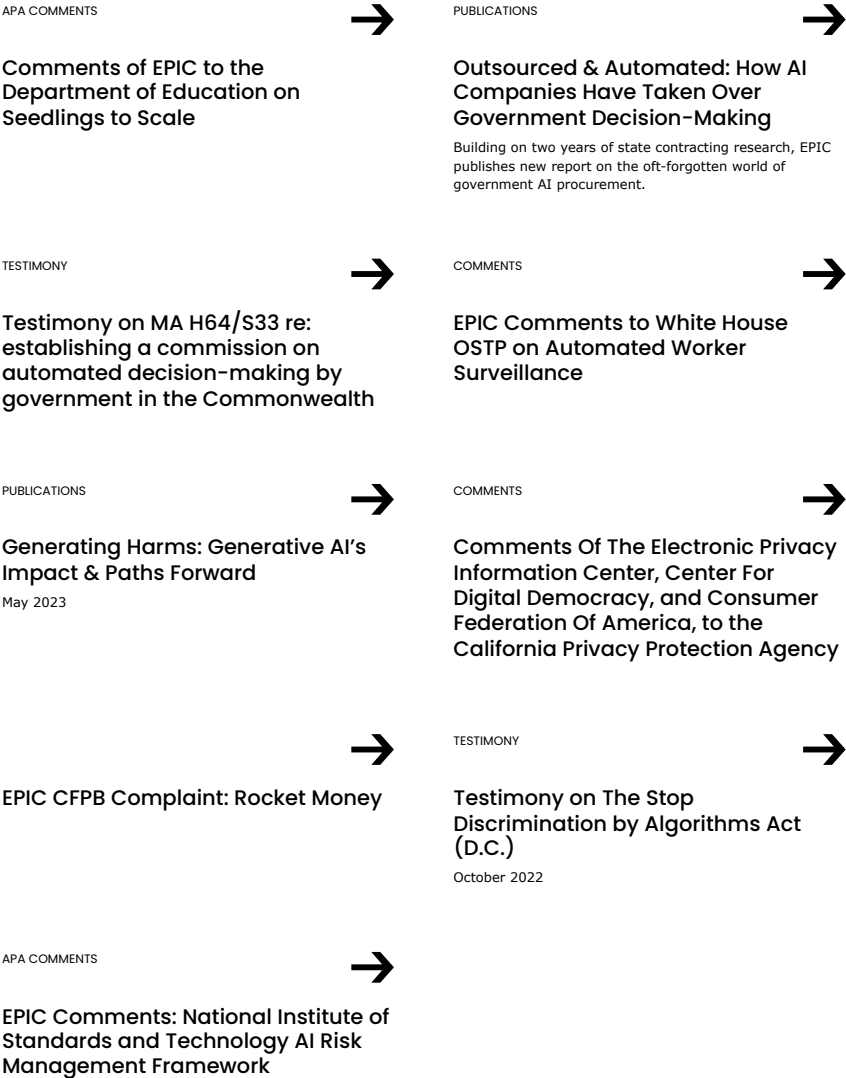 APA COMMENTS
Comments of EPIC to the
Department of Education on
Seedlings to Scale
PUBLICATIONS
Outsourced & Automated: How AI
Companies Have Taken Over
Government Decision-Making
Building on two years of state contracting research, EPIC
publishes new report on the oft-forgotten world of
government AI procurement.
TESTIMONY
Testimony on MA H64/S33 re:
establishing a commission on
automated decision-making by
government in the Commonwealth
COMMENTS
EPIC Comments to White House
OSTP on Automated Worker
Surveillance
PUBLICATIONS
Generating Harms: Generative AI’s
Impact & Paths Forward
May 2023
COMMENTS
Comments Of The Electronic Privacy
Information Center, Center For
Digital Democracy, and Consumer
Federation Of America, to the
California Privacy Protection Agency
EPIC CFPB Complaint: Rocket Money
TESTIMONY
Testimony on The Stop
Discrimination by Algorithms Act
(D.C.)
October 2022
APA COMMENTS
EPIC Comments: National Institute of
Standards and Technology AI Risk
Management Framework